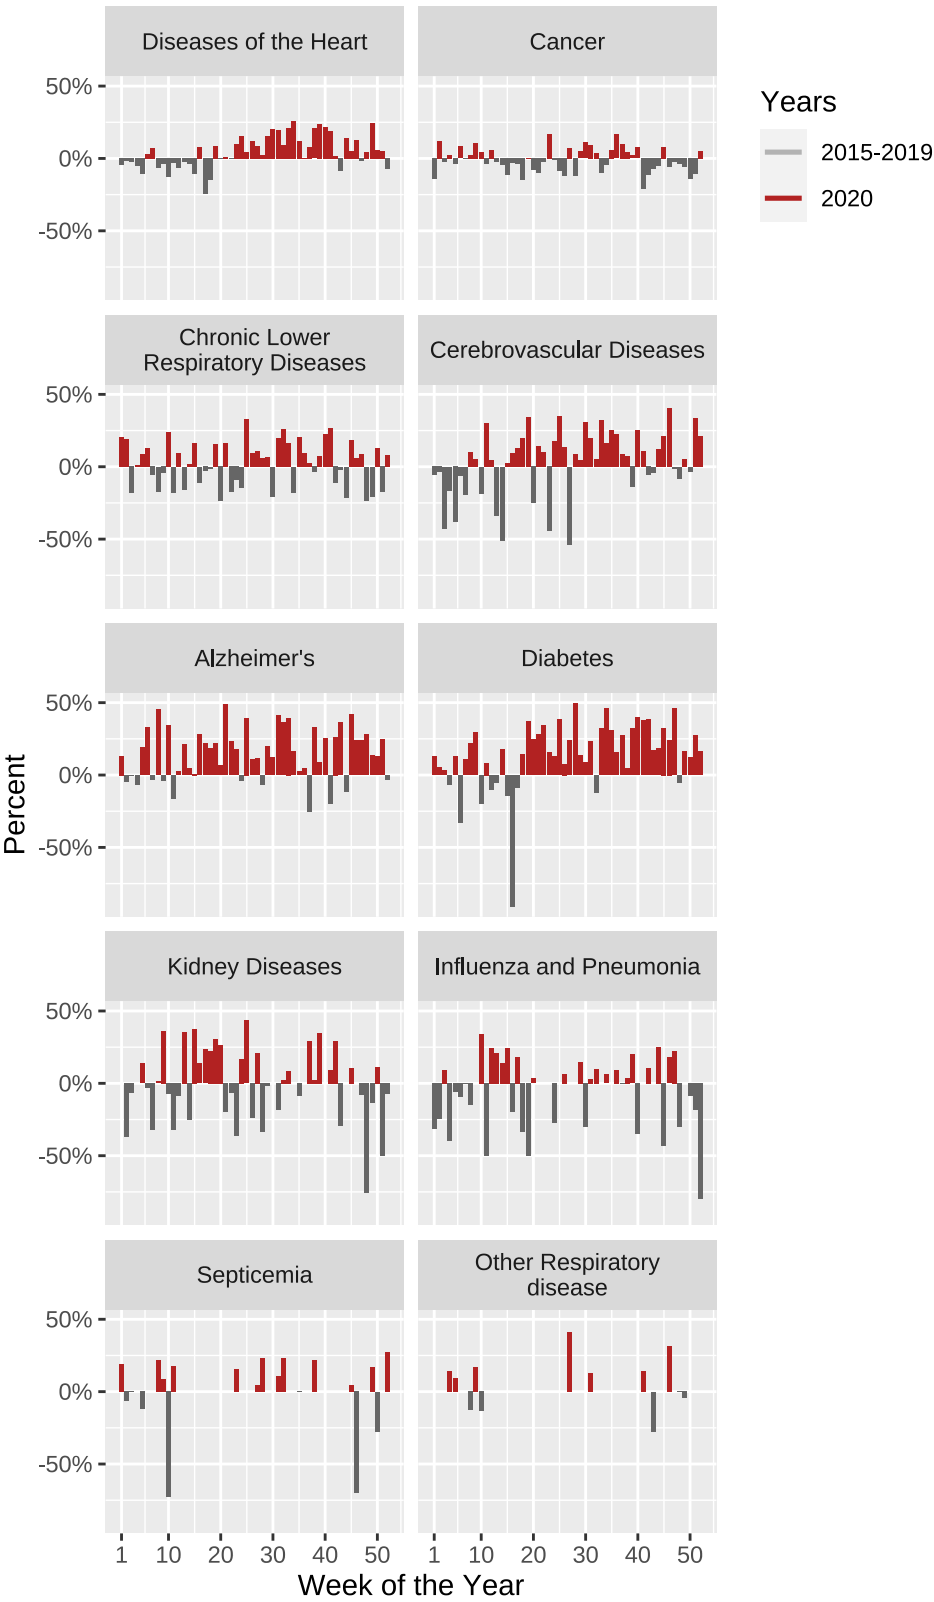 Diseases of the Heart
Cancer
50%
0%
-50%
Years
2015-2019
2020
Chronic Lower
Respiratory Diseases
Cerebrovascular Diseases
50%
0%
-50%
Alzheimer's
Diabetes
50%
0%
-50%
Percent
Kidney Diseases
Influenza and Pneumonia
50%
0%
-50%
Septicemia
Other Respiratory
disease
50%
0%
-50%
1 10 20 30 40 50
1 10 20 30 40 50
Week of the Year